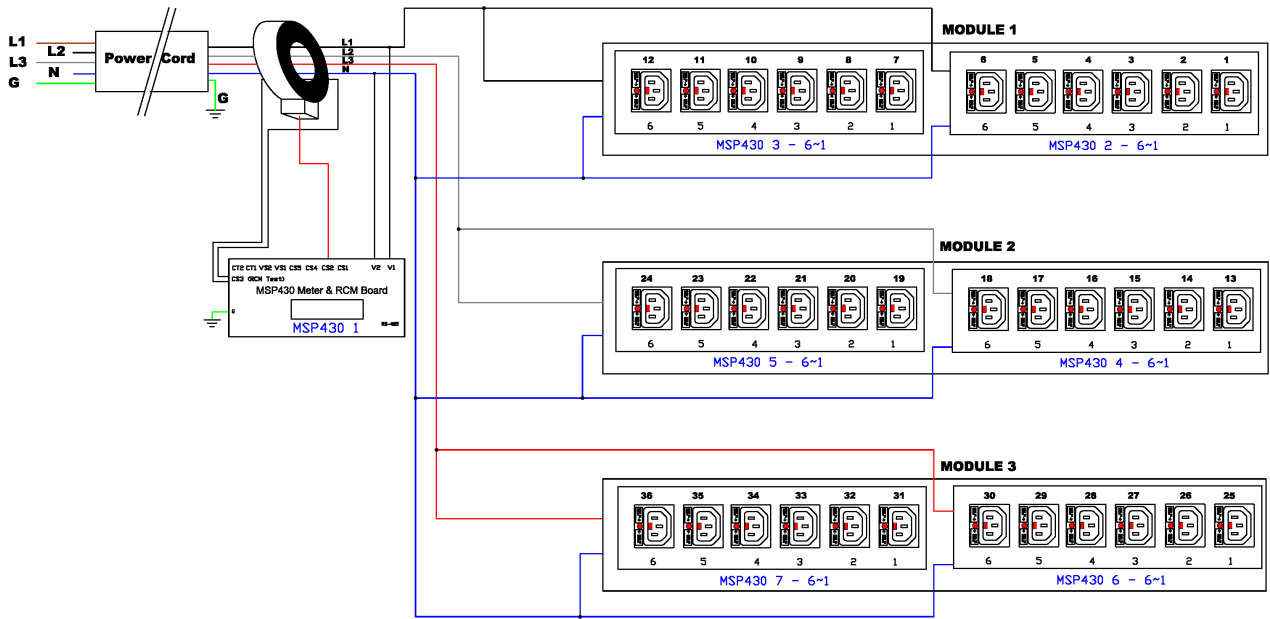 L1
L2
L3
N
G
Power Cord
G
L1
L2
L3
N
MODULE 1
12 11 10 9 8 7
6 5 4 3 2 1
6 5 4 3 2 1
6 5 4 3 2 1
MSP430 3 - 6~1
MSP430 2 - 6~1
MODULE 2
24 23 22 21 20 19
18 17 16 15 14 13
6 5 4 3 2 1
6 5 4 3 2 1
MSP430 5 - 6~1
MSP430 4 - 6~1
CT2 CT1 VS2 VS1 CS5 CS4 CS2 CS1 V2 V1
CS3 (RCM Test)
MSP430 Meter & RCM Board
G
MSP430 1
RS-485
MODULE 3
36 35 34 33 32 31
30 29 28 27 26 25
6 5 4 3 2 1
6 5 4 3 2 1
MSP430 7 - 6~1
MSP430 6 - 6~1